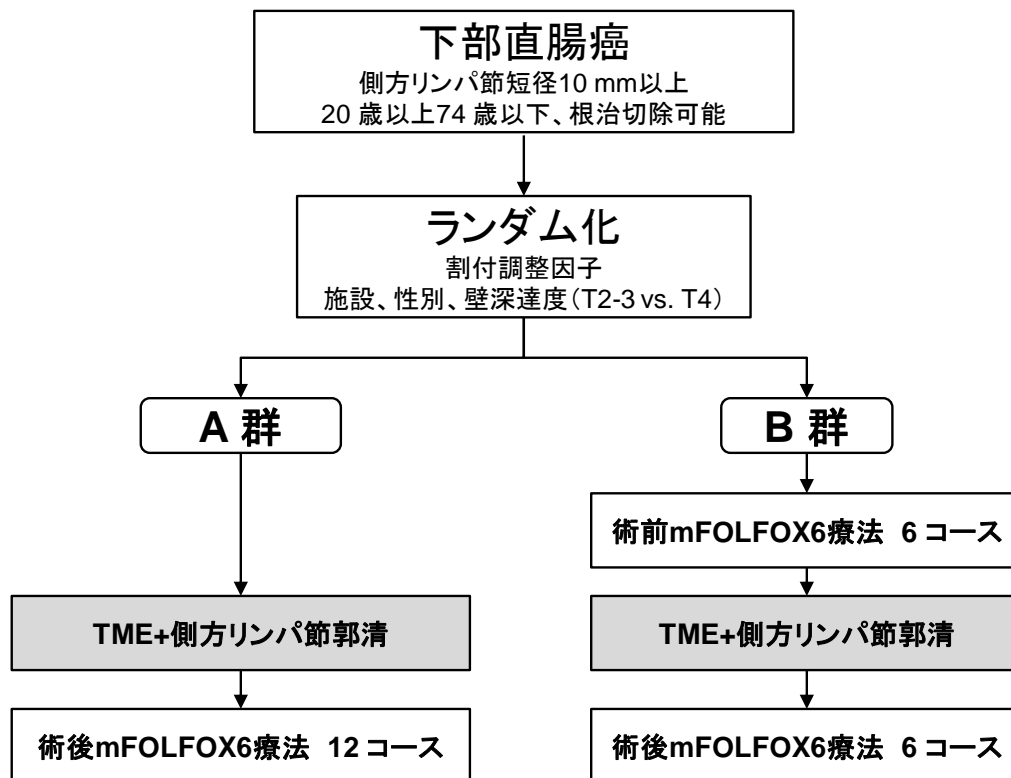 下部直腸癌
側方リンパ節短径10 mm以上
20 歳以上74 歳以下、根治切除可能
ランダム化
割付調整因子
施設、性別、壁深達度(T2-3 vs. T4)
A 群
B 群
術前mFOLFOX6療法 6 コース
TME+側方リンパ節郭清
TME+側方リンパ節郭清
術後mFOLFOX6療法 12 コース
術後mFOLFOX6療法 6 コース